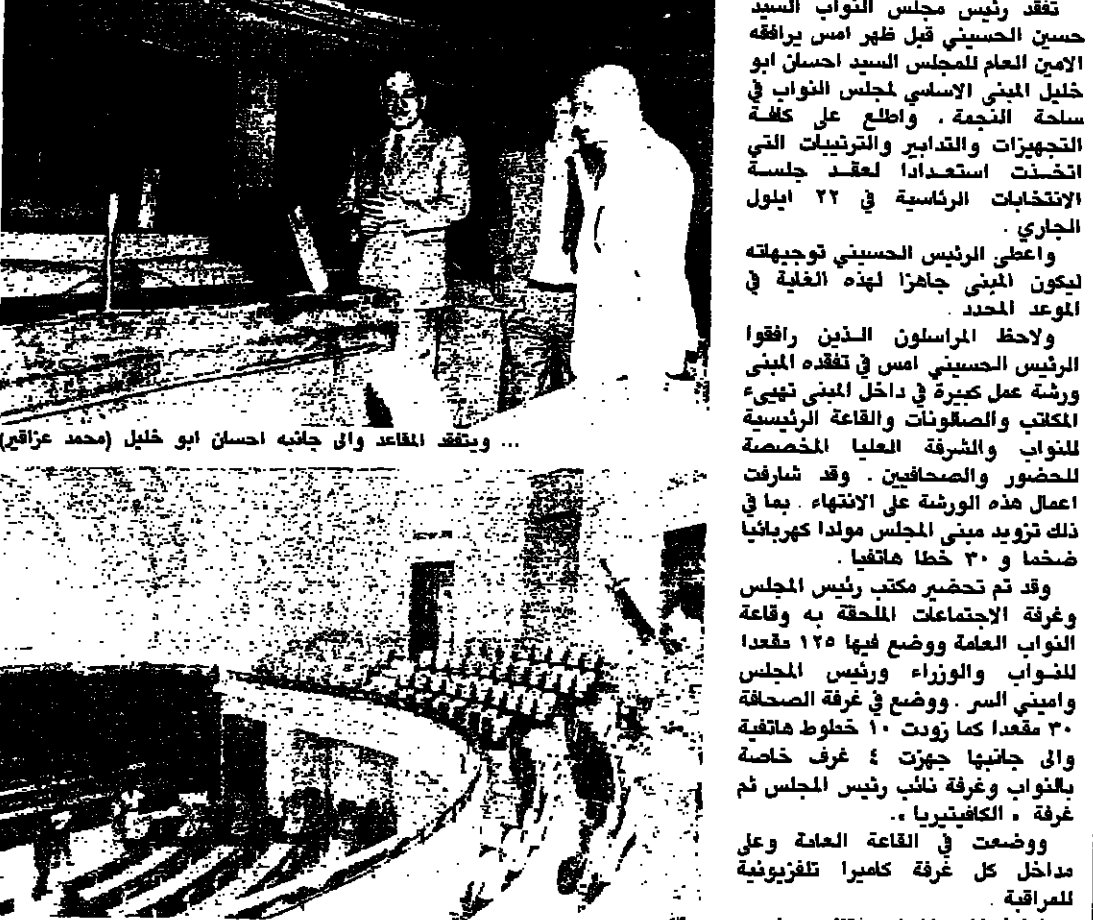 تفقد رئيس مجلس النواب السيد
حسين الحسيني قبل ظهر امس يرافقه
الامين العام للمجلس السيد احسان ابو
خليل المبنى الاساسي لمجلس النواب في
ساحة النجمة ، واطلع على كافة
التجهيزات والتدابير والترتيبات التي
اتخذت استعدادا لعقد جلسة
الانتخابات الرئاسية في ٢٢ ايلول
الجاري .
واعطى الرئيس الحسيني توجيهاته
ليكون المبنى جاهزا لهذه الغاية في
الموعد المحدد .
ولاحظ المراسلون الذين رافقوا
الرئيس الحسيني امس في تفقده المبنى
ورشة عمل كبيرة في داخل المبنى تهيىء
المكاتب والصالونات والقاعة الرئيسية
للنواب والشرفة العليا المخصصة
للحضور والصحافيين . وقد شارفت
اعمال هذه الورشة على الانتهاء . بما في
ذلك تزويد مبنى المجلس مولدا كهربائيا
ضخما و ٣٠ خطا هاتفيا .
وقد تم تحضير مكتب رئيس المجلس
وغرفة الاجتماعات الملحقة به وقاعة
النواب العامة ووضع فيها ١٢٥ مقعدا
للنواب والوزراء ورئيس المجلس
واميني السر . ووضع في غرفة الصحافة
٣٠ مقعدا كما زودت ١٠ خطوط هاتفية
والى جانبها جهزت ٤ غرف خاصة
بالنواب وغرفة نائب رئيس المجلس ثم
غرفة « الكافيتيريا ».
ووضعت في القاعة العامة وعلى
مداخل كل غرفة كاميرا تلفزيونية
للمراقبة .
... ويتفقد المقاعد والى جانبه احسان ابو خليل (محمد عزاقير)